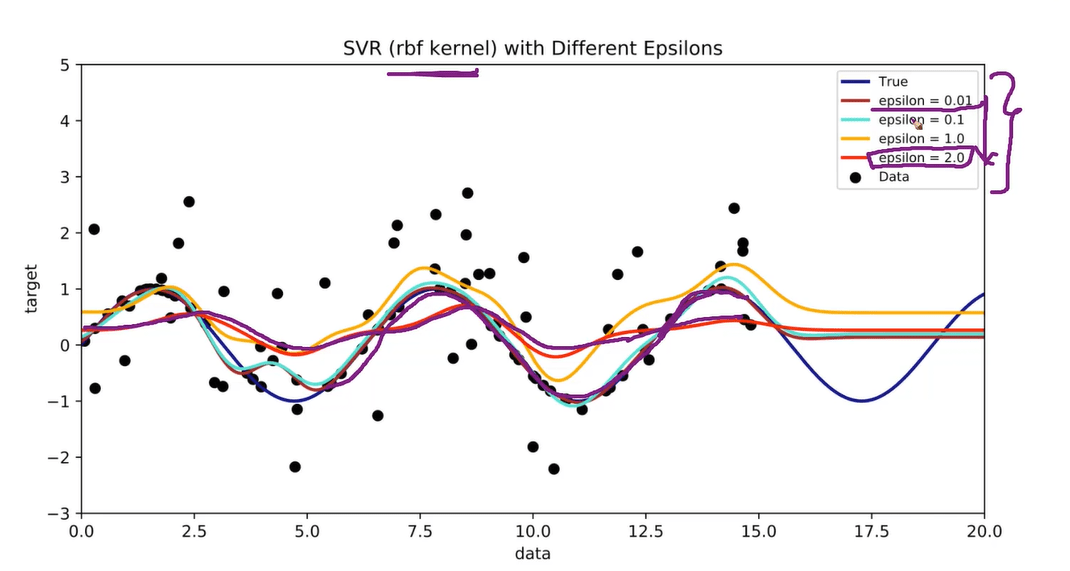 SVR (rbf kernel) with Different Epsilons
5
4
3
2
1
0
−1
−2
−3
target
True
epsilon = 0.01
epsilon = 0.1
epsilon = 1.0
epsilon = 2.0
Data
0.0 2.5 5.0 7.5 10.0 12.5 15.0 17.5 20.0
data